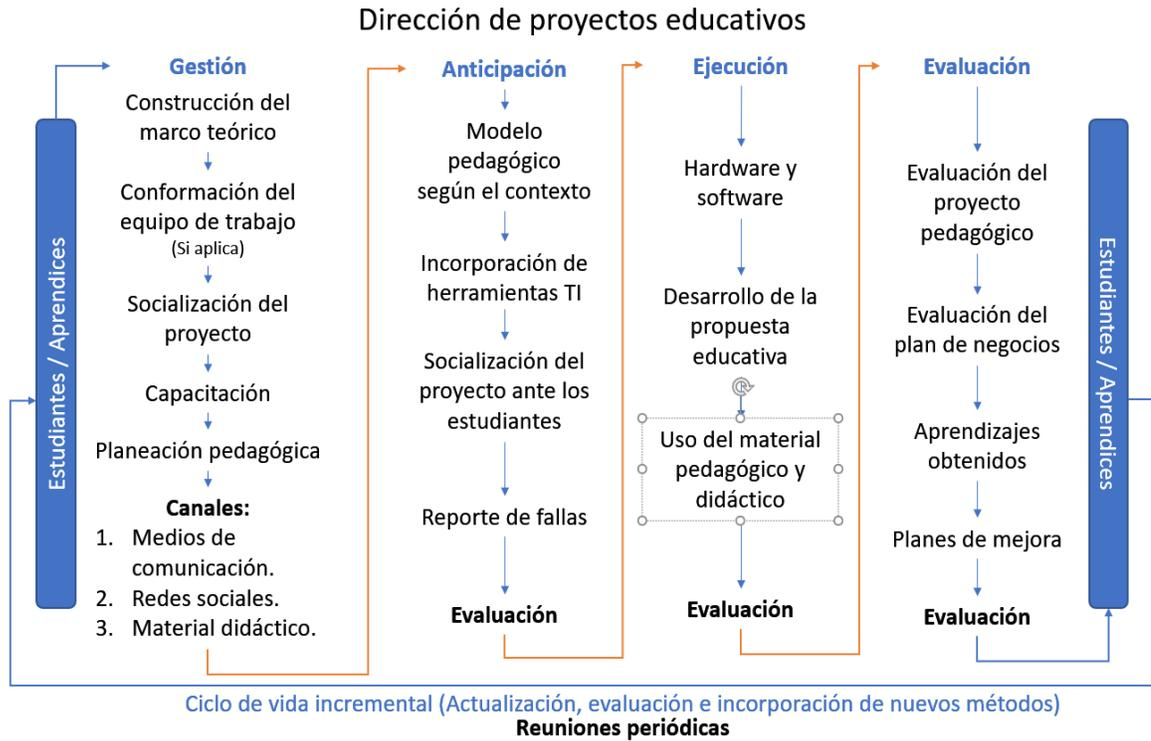 Dirección de proyectos educativos
Estudiantes / Aprendices
Gestión
Construcción del
marco teórico
Conformación del
equipo de trabajo
(Si aplica)
Socialización del
proyecto
Capacitación
Planeación pedagógica
Canales:
1. Medios de
comunicación.
2. Redes sociales.
3. Material didáctico.
Anticipación
Modelo
pedagógico
según el contexto
Incorporación de
herramientas TI
Socialización del
proyecto ante los
estudiantes
Reporte de fallas
Evaluación
Ejecución
Hardware y
software
Desarrollo de la
propuesta
educativa
Uso del material
pedagógico y
didáctico
Evaluación
Evaluación
Evaluación del
proyecto
pedagógico
Evaluación del
plan de negocios
Aprendizajes
obtenidos
Planes de mejora
Evaluación
Estudiantes / Aprendices
Ciclo de vida incremental (Actualización, evaluación e incorporación de nuevos métodos)
Reuniones periódicas